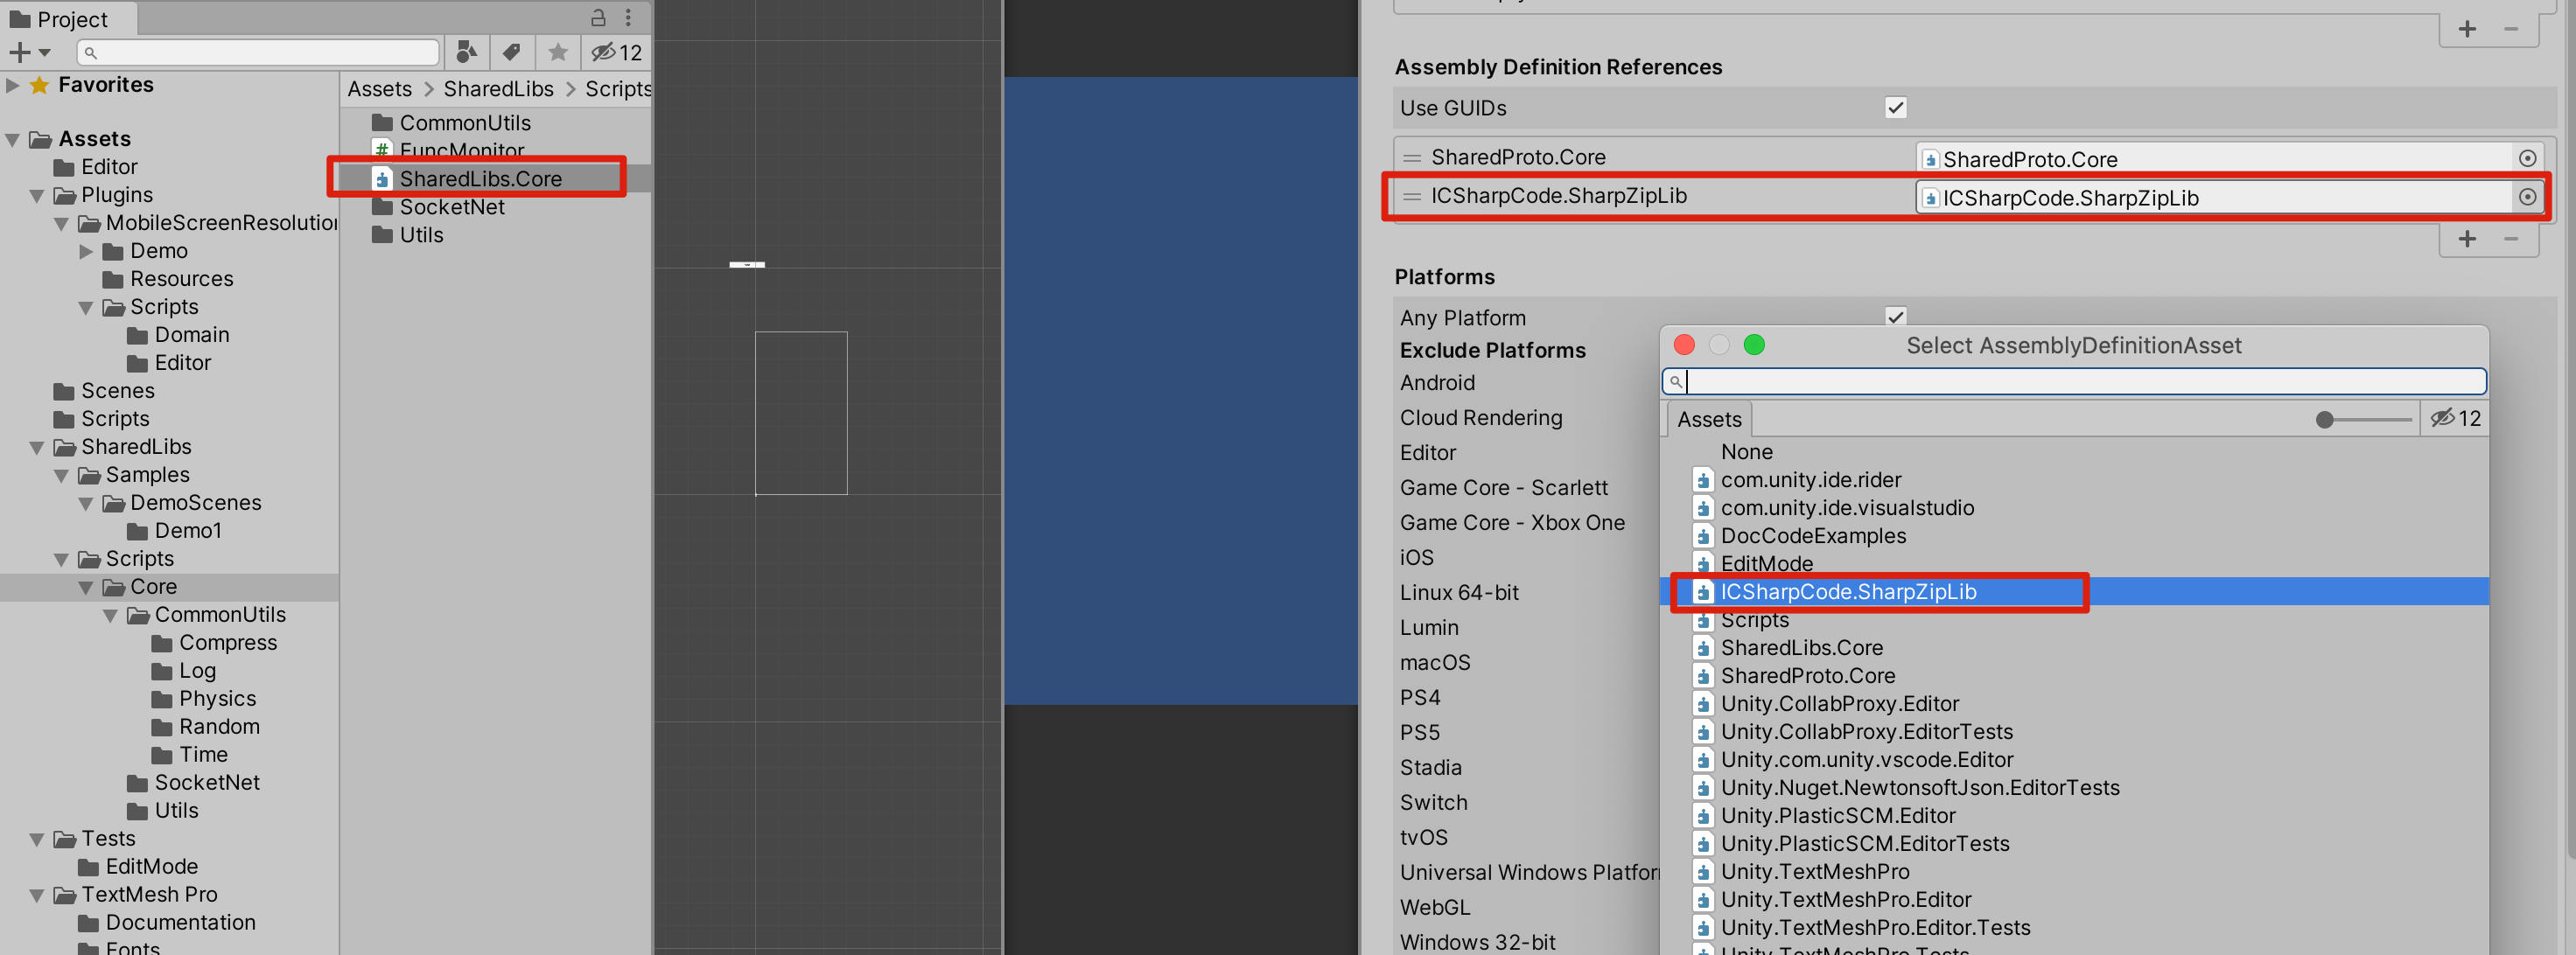 Project
12
Favorites
Assets
Editor
Plugins
MobileScreenResolution
Demo
Resources
Scripts
Domain
Editor
Scenes
Scripts
SharedLibs
Samples
DemoScenes
Demo1
Scripts
Core
CommonUtils
Compress
Log
Physics
Random
Time
SocketNet
Utils
Tests
EditMode
TextMesh Pro
Documentation
Fonts
Assets > SharedLibs > Scripts
CommonUtils
FuncMonitor
SharedLibs.Core
SocketNet
Utils
Assembly Definition References
Use GUIDs
SharedProto.Core SharedProto.Core
ICSharpCode.SharpZipLib ICSharpCode.SharpZipLib
Platforms
Any Platform
Exclude Platforms
Android
Cloud Rendering
Editor
Game Core - Scarlett
Game Core - Xbox One
iOS
Linux 64-bit
Lumin
macOS
PS4
PS5
Stadia
Switch
tvOS
Universal Windows Platfor
WebGL
Windows 32-bit
Select AssemblyDefinitionAsset
Assets 12
None
com.unity.ide.rider
com.unity.ide.visualstudio
DocCodeExamples
EditMode
ICSharpCode.SharpZipLib
Scripts
SharedLibs.Core
SharedProto.Core
Unity.CollabProxy.Editor
Unity.CollabProxy.EditorTests
Unity.com.unity.vscode.Editor
Unity.Nuget.NewtonsoftJson.EditorTests
Unity.PlasticSCM.Editor
Unity.PlasticSCM.EditorTests
Unity.TextMeshPro
Unity.TextMeshPro.Editor
Unity.TextMeshPro.Editor.Tests
Unity.TextMeshPro.Tests